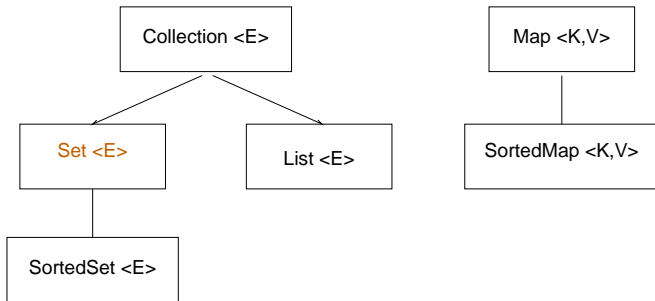 Collection <E>
Map <K,V>
Set <E>
List <E>
SortedMap <K,V>
SortedSet <E>